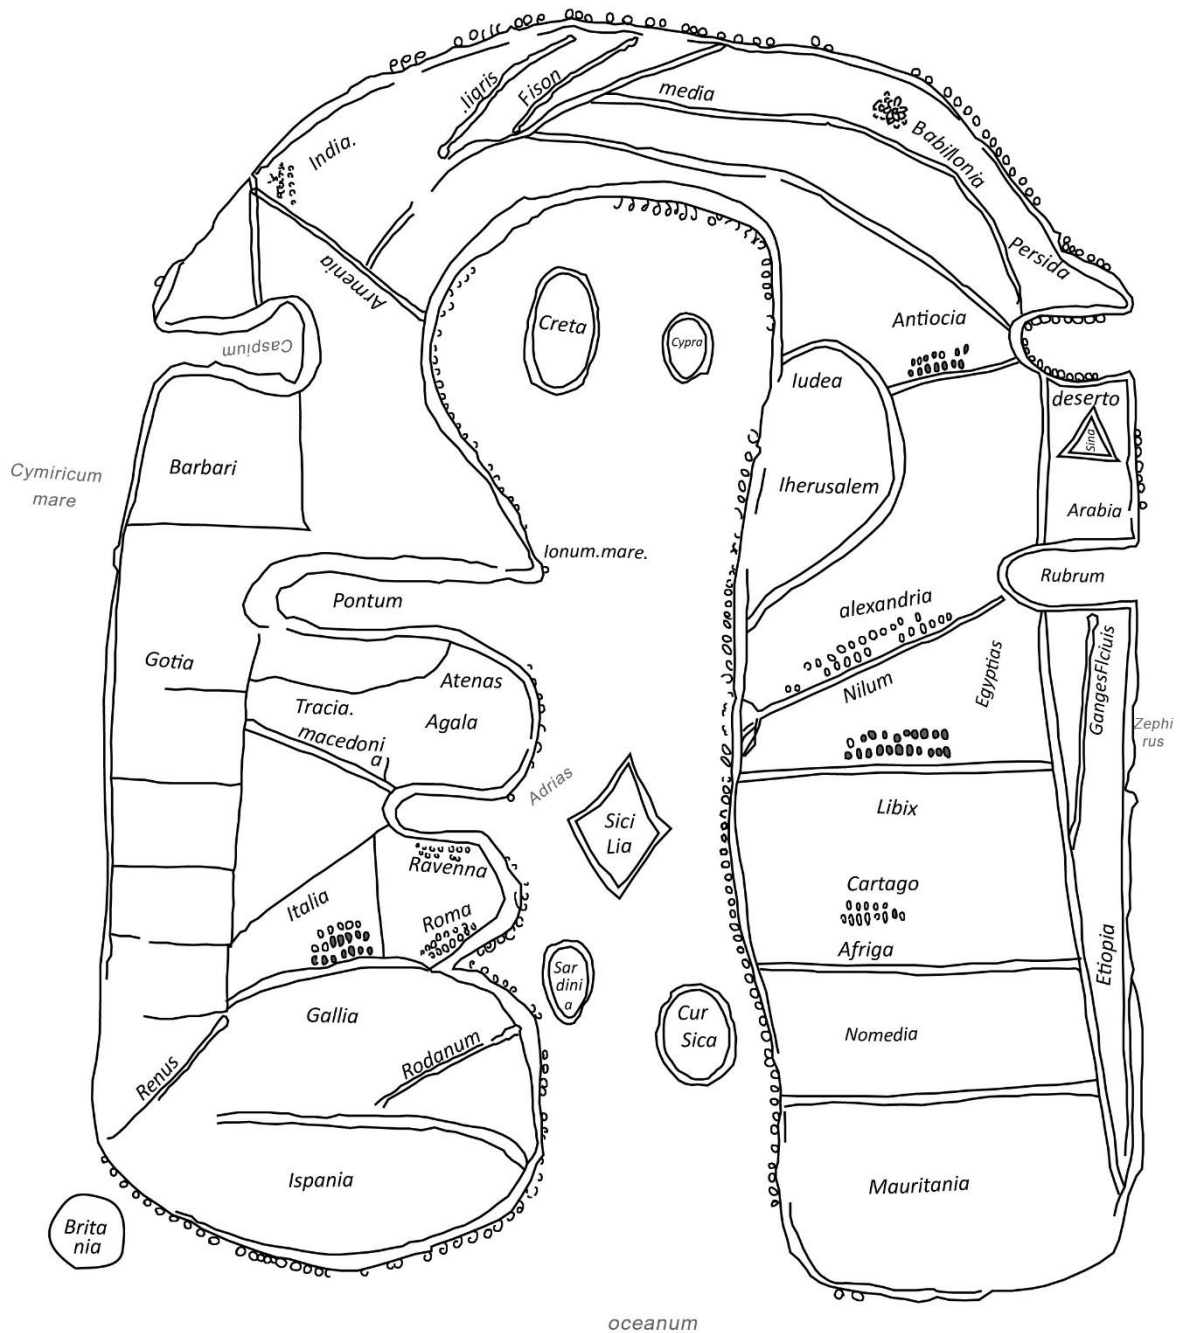 .liqris
Fison
media
India.
Babillonia
Persida
Armenia
Creta
Cypra
Antiocia
Caspium
Iudea
deserto
Sina
Barbari
Cymiricum
mare
Iherusalem
Arabia
Ionum.mare.
Rubrum
Pontum
alexandria
Gotia
Atenas
Nilum
Egyptias
GangesFlciuis
Tracia.
Agala
macedoni
a
Zephi
rus
Adrias
Sici
Lia
Libix
Ravenna
Cartago
Italia
Roma
Afriga
Etiopia
Sar
dini
a
Gallia
Cur
Sica
Nomedia
Rodanum
Renus
Ispania
Mauritania
Brita
nia
oceanum